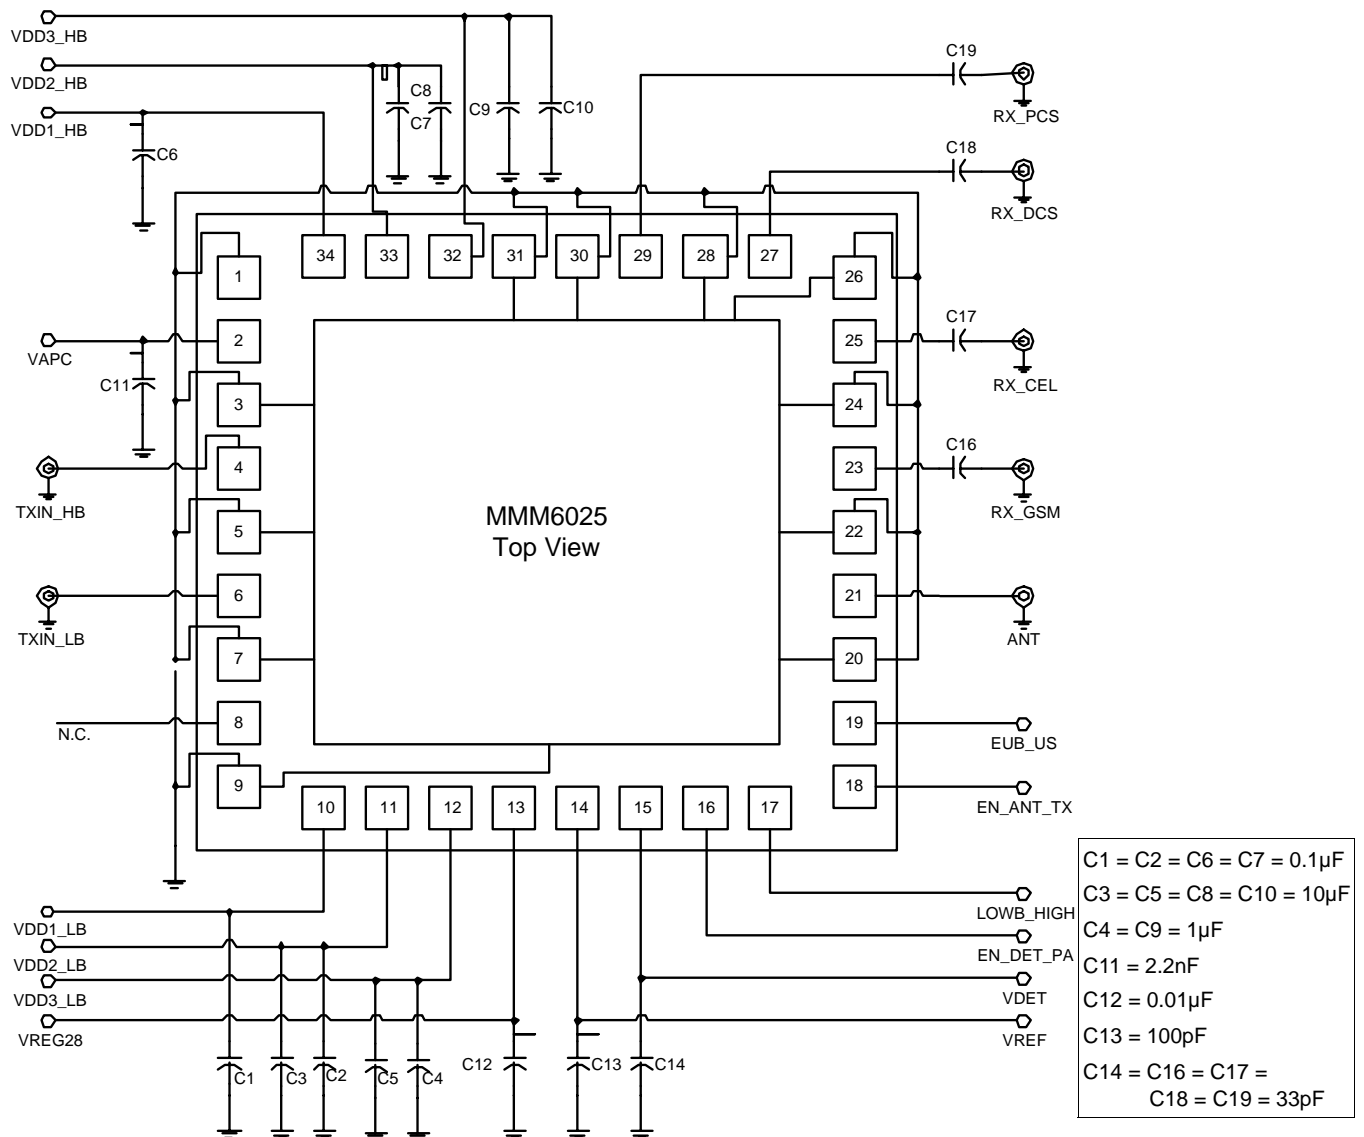 VDD3_HB
VDD2_HB
VDD1_HB
C6
C8
C7
C9
C10
C19
RX_PCS
C18
RX_DCS
34
33
32
31
30
29
28
27
1
26
2
25
VAPC
C11
C17
RX_CEL
3
24
4
23
TXIN_HB
C16
RX_GSM
5
22
MMM6025
Top View
6
21
TXIN_LB
ANT
7
20
8
19
N.C.
EUB_US
9
18
EN_ANT_TX
10
11
12
13
14
15
16
17
VDD1_LB
VDD2_LB
VDD3_LB
VREG28
LOWB_HIGH
EN_DET_PA
VDET
VREF
C1
C3
C2
C5
C4
C12
C13
C14
C1 = C2 = C6 = C7 = 0.1µF
C3 = C5 = C8 = C10 = 10µF
C4 = C9 = 1µF
C11 = 2.2nF
C12 = 0.01µF
C13 = 100pF
C14 = C16 = C17 =
C18 = C19 = 33pF